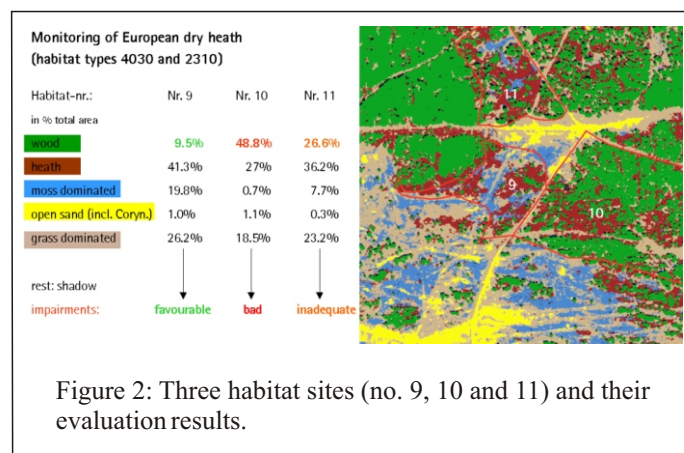 Monitoring of European dry heath
(habitat types 4030 and 2310)
Habitat-nr.: Nr. 9 Nr. 10 Nr. 11
in % total area
wood 9.5% 48.8% 26.6%
heath 41.3% 27% 36.2%
moss dominated 19.8% 0.7% 7.7%
open sand (incl. Coryn.) 1.0% 1.1% 0.3%
grass dominated 26.2% 18.5% 23.2%
rest: shadow
impairments: favourable bad inadequate
11
9
10
Figure 2: Three habitat sites (no. 9, 10 and 11) and their
evaluation results.